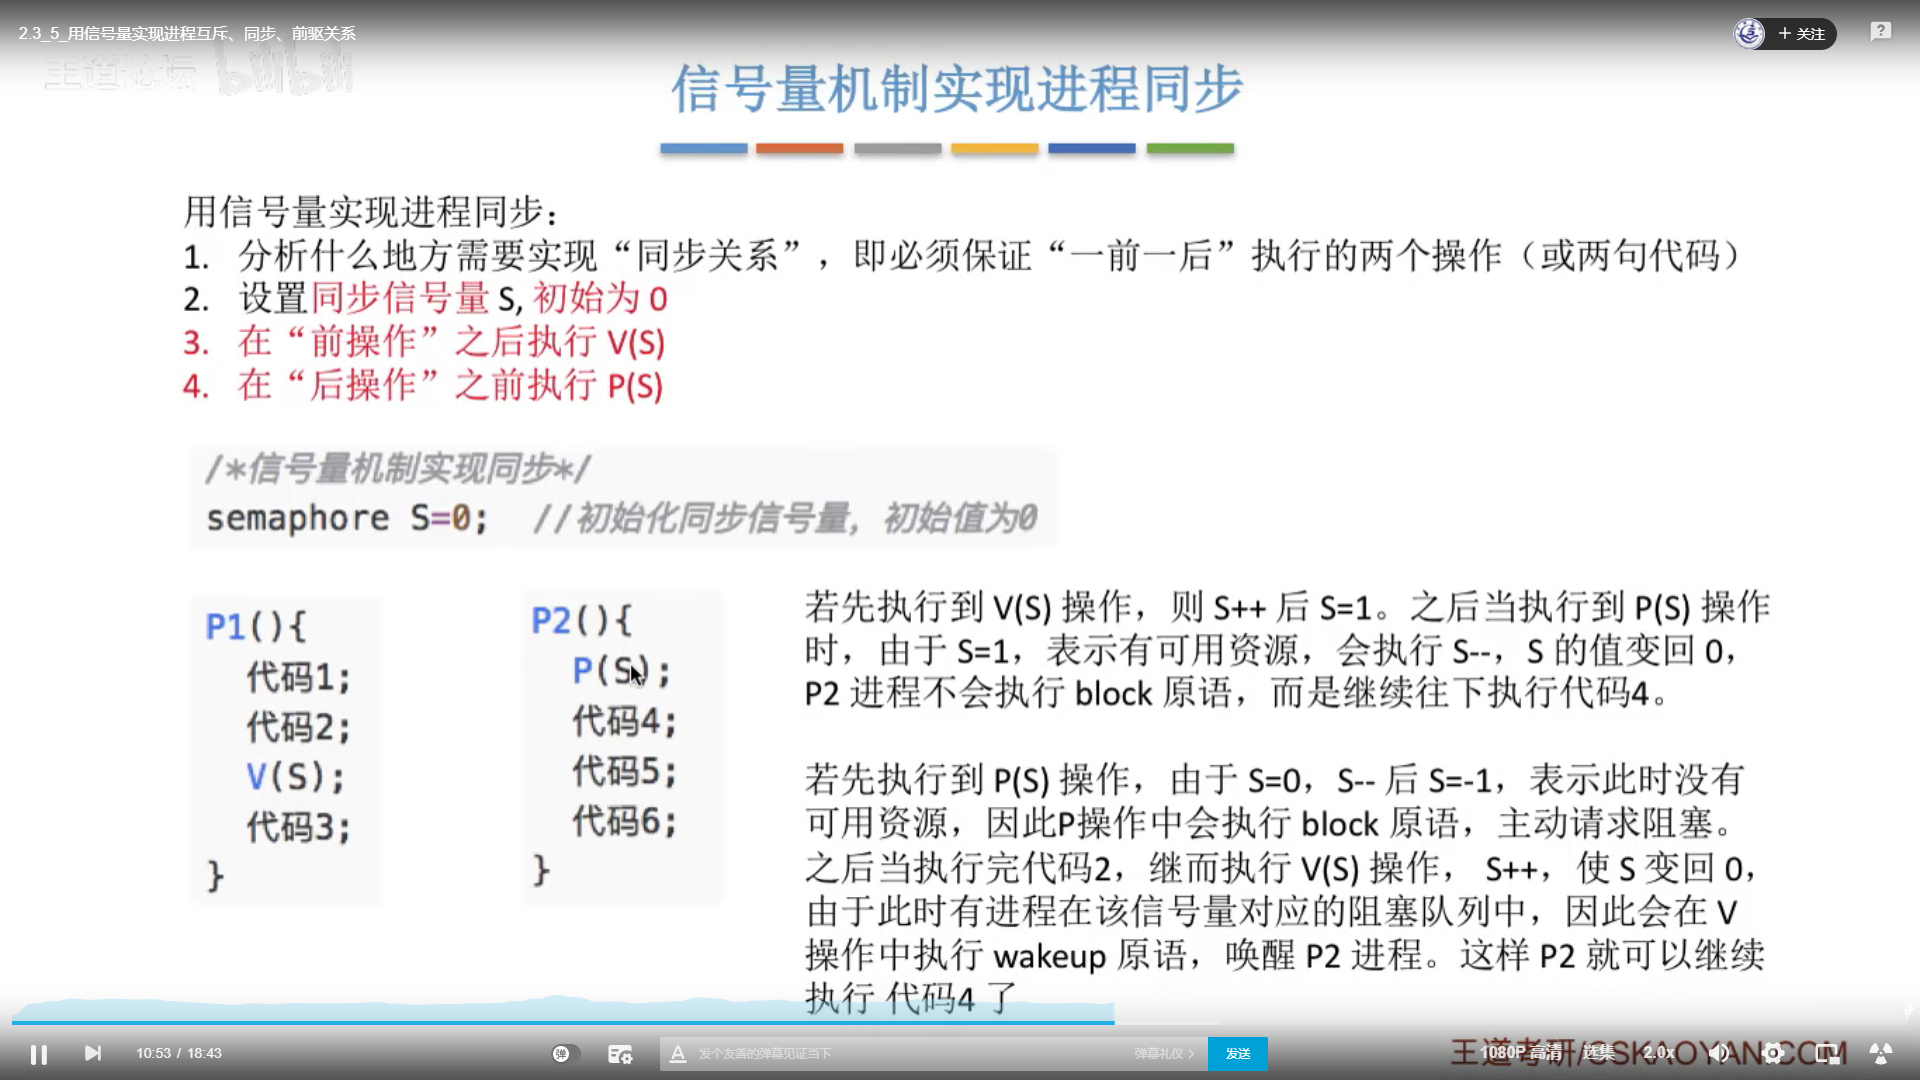 2.3_5_用信号量实现进程互斥、同步、前驱关系
+ 关注
王道论坛 bilibili
信号量机制实现进程同步
用信号量实现进程同步：
1. 分析什么地方需要实现“同步关系”，即必须保证“一前一后”执行的两个操作（或两句代码）
2. 设置同步信号量 S, 初始为 0
3. 在“前操作”之后执行 V(S)
4. 在“后操作”之前执行 P(S)
/*信号量机制实现同步*/
semaphore S=0; //初始化同步信号量，初始值为0
P1(){
代码1;
代码2;
V(S);
代码3;
}
P2(){
P(S);
代码4;
代码5;
代码6;
}
若先执行到 V(S) 操作，则 S++ 后 S=1。之后当执行到 P(S) 操作
时，由于 S=1，表示有可用资源，会执行 S--，S 的值变回 0，
P2 进程不会执行 block 原语，而是继续往下执行代码4。
若先执行到 P(S) 操作，由于 S=0，S-- 后 S=-1，表示此时没有
可用资源，因此P操作中会执行 block 原语，主动请求阻塞。
之后当执行完代码2，继而执行 V(S) 操作， S++，使 S 变回 0，
由于此时有进程在该信号量对应的阻塞队列中，因此会在 V
操作中执行 wakeup 原语，唤醒 P2 进程。这样 P2 就可以继续
执行 代码4 了
10:53 / 18:43
弹
A 发个友善的弹幕见证当下
弹幕礼仪 >
发送
王道考研/CSKAOYAN.COM
1080P 高清
选集
2.0x